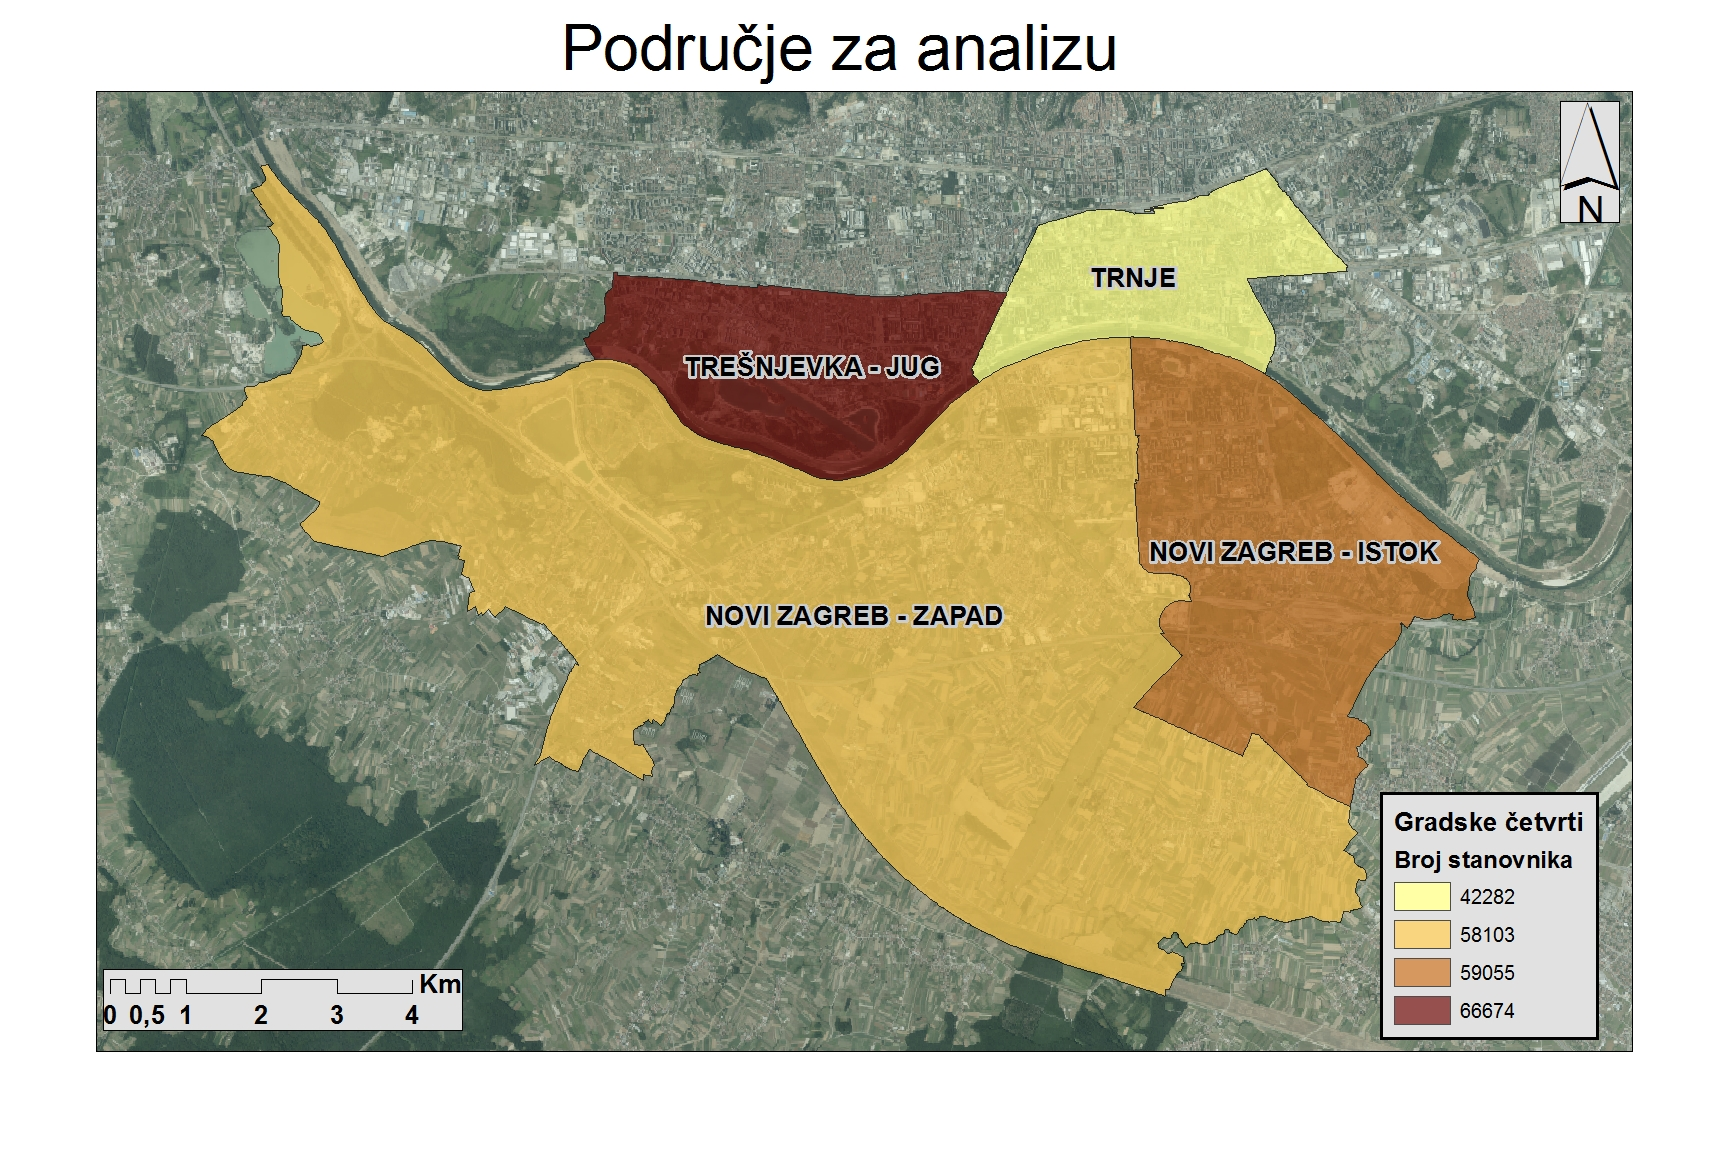 Područje za analizu
N
TRNJE
TREŠNJEVKA - JUG
NOVI ZAGREB - ISTOK
NOVI ZAGREB - ZAPAD
Gradske četvrti
Broj stanovnika
42282
58103
59055
66674
Km
0 0,5 1 2 3 4